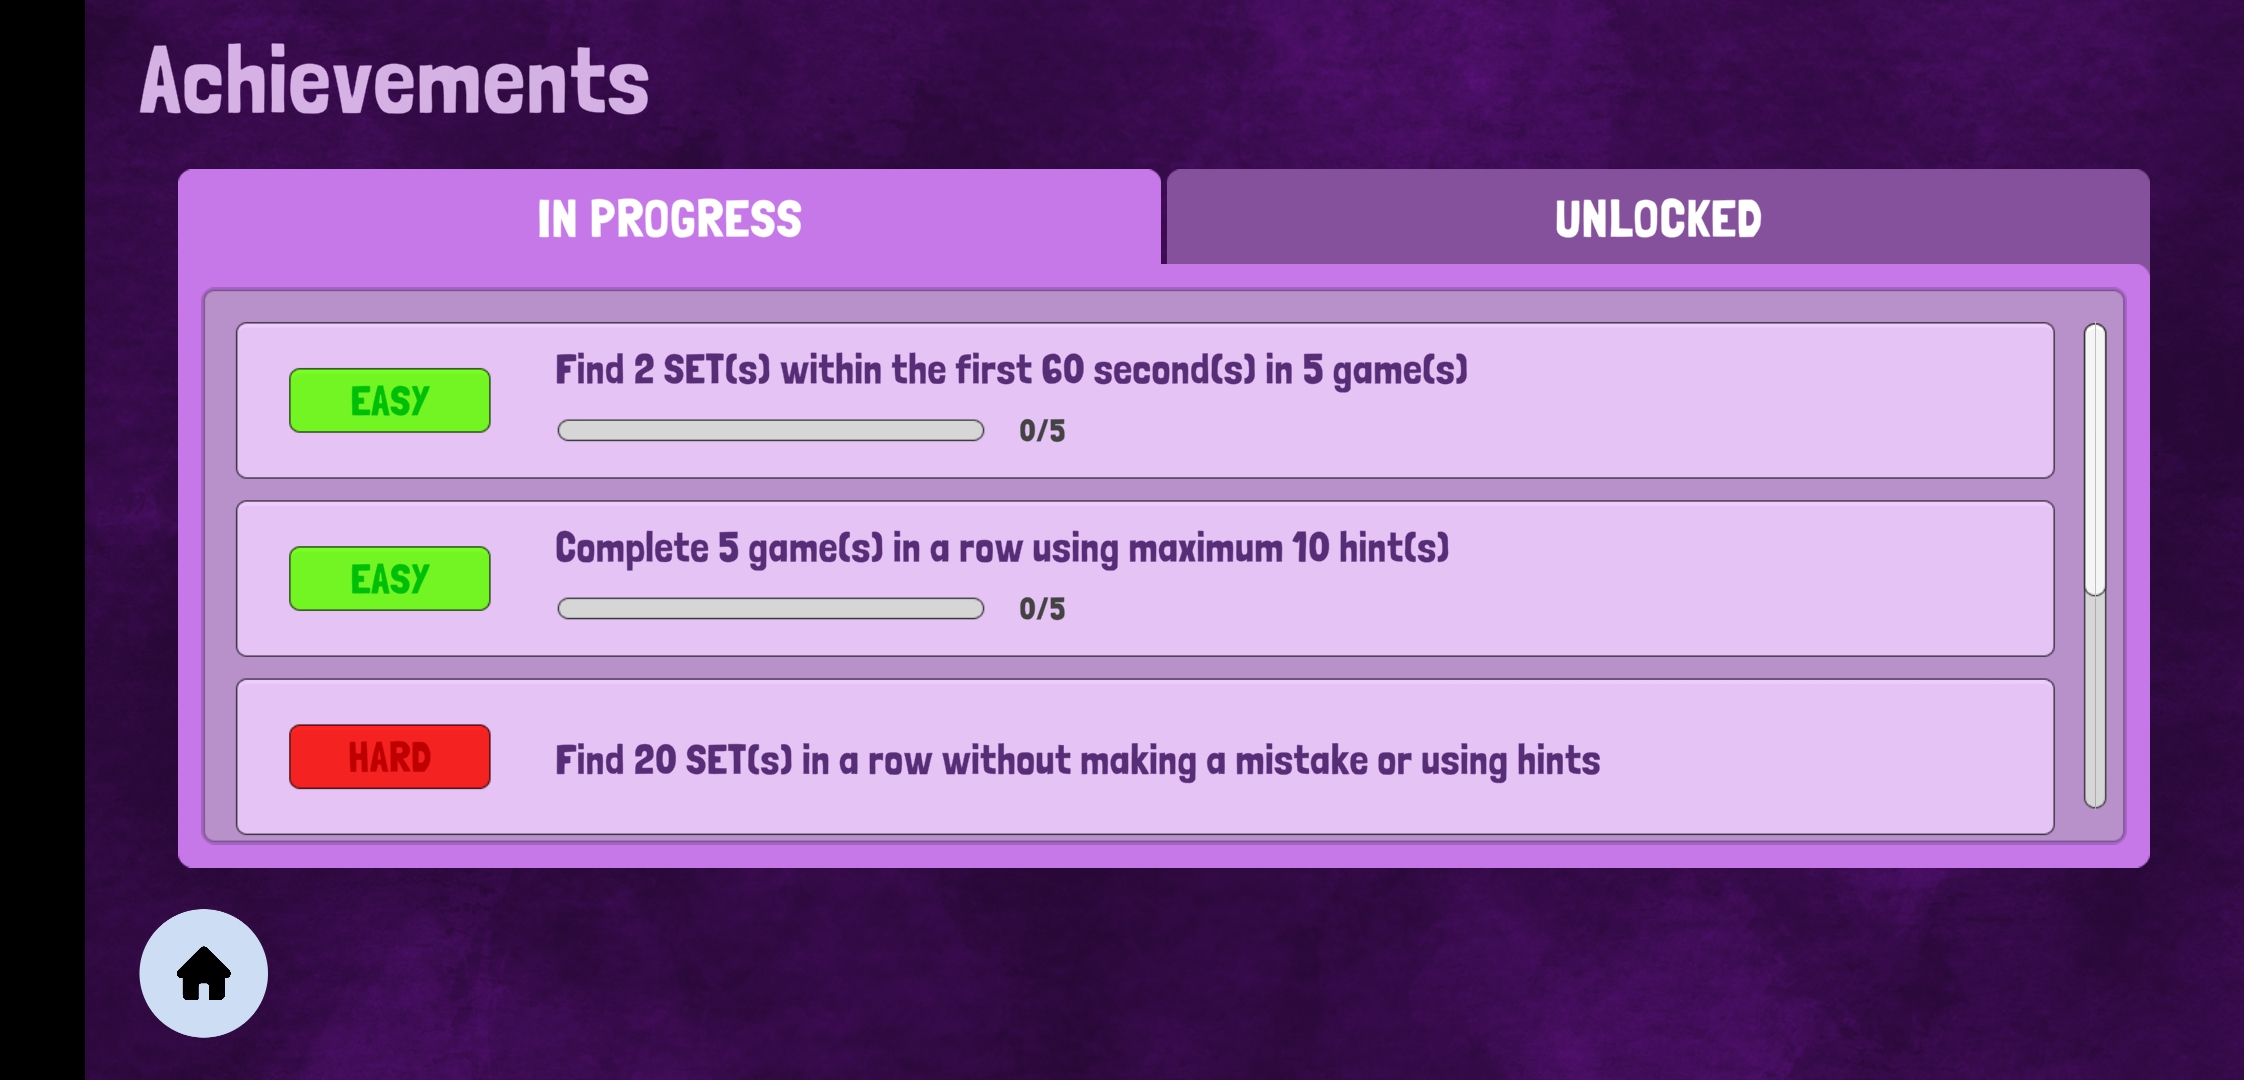 Achievements
IN PROGRESS
UNLOCKED
EASY
Find 2 SET(s) within the first 60 second(s) in 5 game(s)
0/5
EASY
Complete 5 game(s) in a row using maximum 10 hint(s)
0/5
HARD
Find 20 SET(s) in a row without making a mistake or using hints